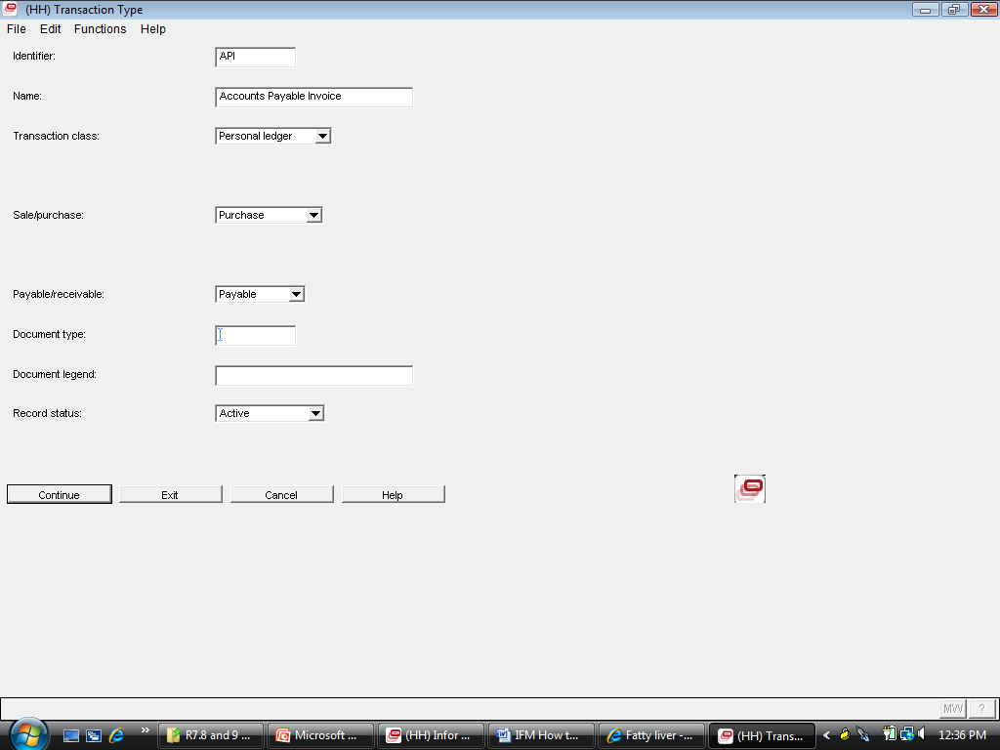 (HH) Transaction Type
File Edit Functions Help
Identifier: API
Name: Accounts Payable Invoice
Transaction class: Personal ledger
Sale/purchase: Purchase
Payable/receivable: Payable
Document type:
Document legend:
Record status: Active
Continue Exit Cancel Help
MW ?
» R7.8 and 9 ... Microsoft ... (HH) Infor ... IFM How t... Fatty liver -... (HH) Trans... < 12:36 PM